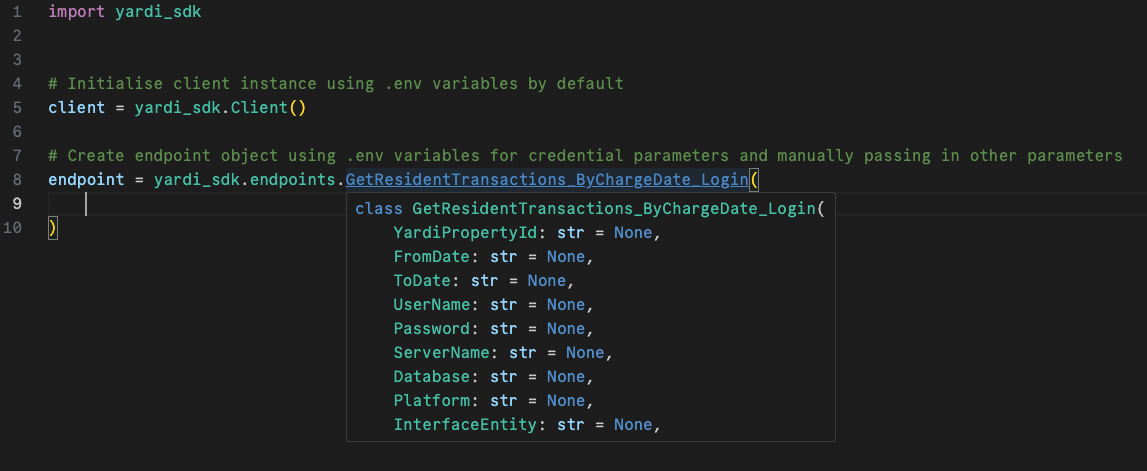 1 import yardi_sdk
2
3
4 # Initialise client instance using .env variables by default
5 client = yardi_sdk.Client()
6
7 # Create endpoint object using .env variables for credential parameters and manually passing in other parameters
8 endpoint = yardi_sdk.endpoints.GetResidentTransactions_ByChargeDate_Login(
9
10 )
class GetResidentTransactions_ByChargeDate_Login(
YardiPropertyId: str = None,
FromDate: str = None,
ToDate: str = None,
UserName: str = None,
Password: str = None,
ServerName: str = None,
Database: str = None,
Platform: str = None,
InterfaceEntity: str = None,